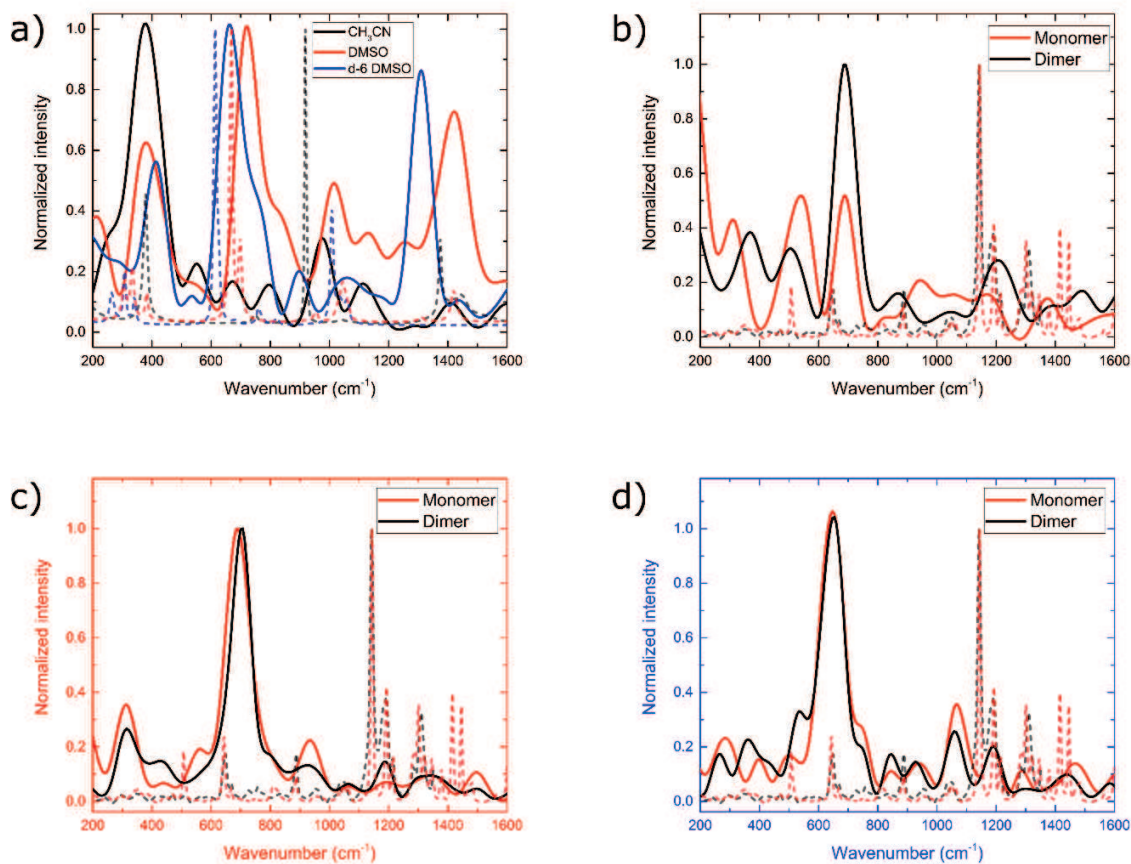 a)
CH₃CN
DMSO
d-6 DMSO
Normalized intensity
1.0
0.8
0.6
0.4
0.2
0.0
200 400 600 800 1000 1200 1400 1600
Wavenumber (cm⁻¹)
b)
Monomer
Dimer
Normalized intensity
1.0
0.8
0.6
0.4
0.2
0.0
200 400 600 800 1000 1200 1400 1600
Wavenumber (cm⁻¹)
c)
Monomer
Dimer
Normalized intensity
1.0
0.8
0.6
0.4
0.2
0.0
200 400 600 800 1000 1200 1400 1600
Wavenumber (cm⁻¹)
d)
Monomer
Dimer
Normalized intensity
1.0
0.8
0.6
0.4
0.2
0.0
200 400 600 800 1000 1200 1400 1600
Wavenumber (cm⁻¹)